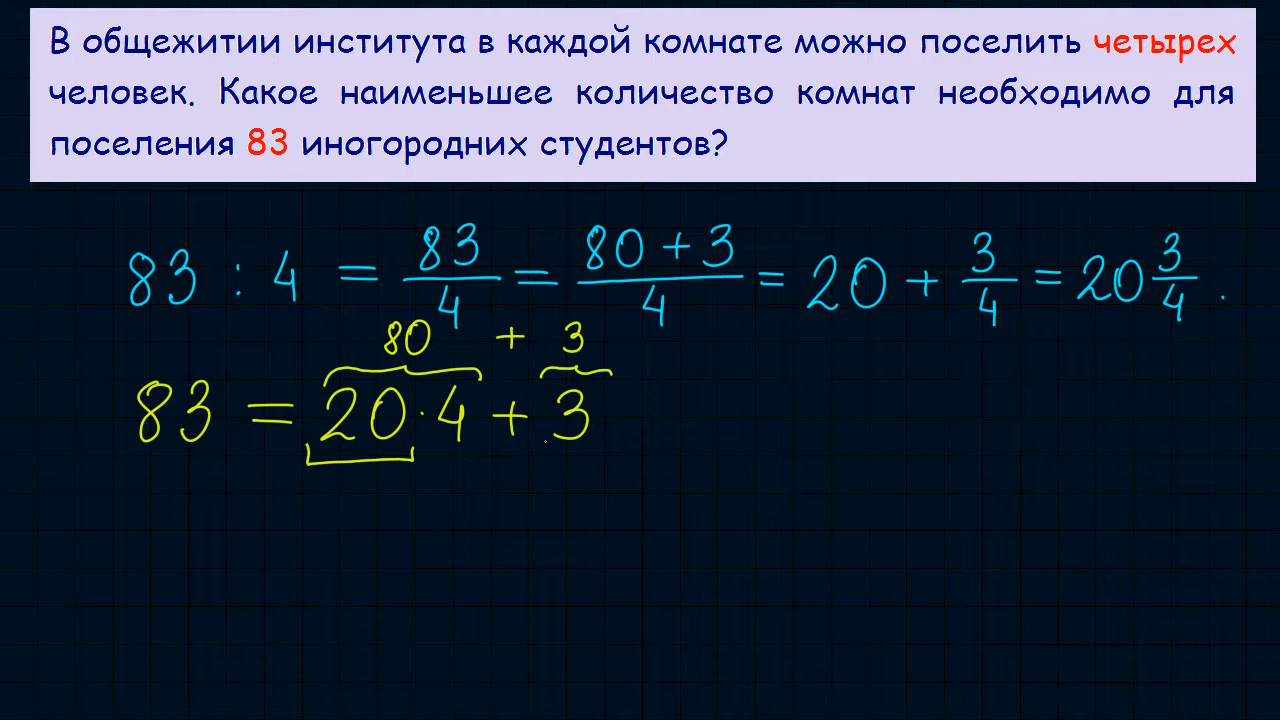 В общежитии института в каждой комнате можно поселить четырех
человек. Какое наименьшее количество комнат необходимо для
поселения 83 иногородних студентов?
83 : 4 = 83/4 = 80 + 3/4 = 20 + 3/4 = 20 3/4 .
80 + 3
83 = 20 · 4 + 3